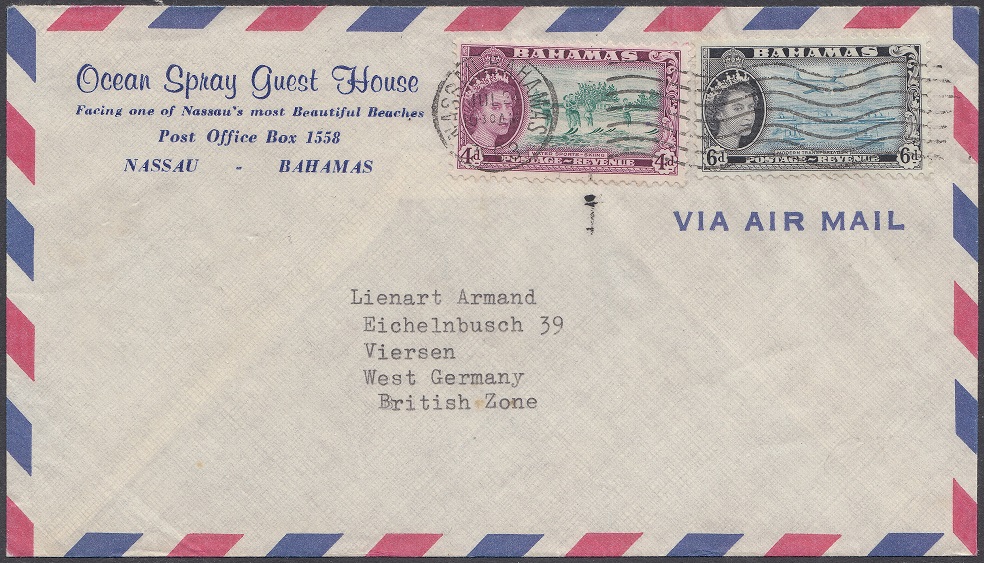 Ocean Spray Guest House
Facing one of Nassau's most Beautiful Beaches
Post Office Box 1558
NASSAU - BAHAMAS
BAHAMAS
4d POSTAGE~REVENUE 4d
BAHAMAS
MODERN TRANSPORTATION
6d POSTAGE~REVENUE 6d
VIA AIR MAIL
Lienart Armand
Eichelnbusch 39
Viersen
West Germany
British Zone